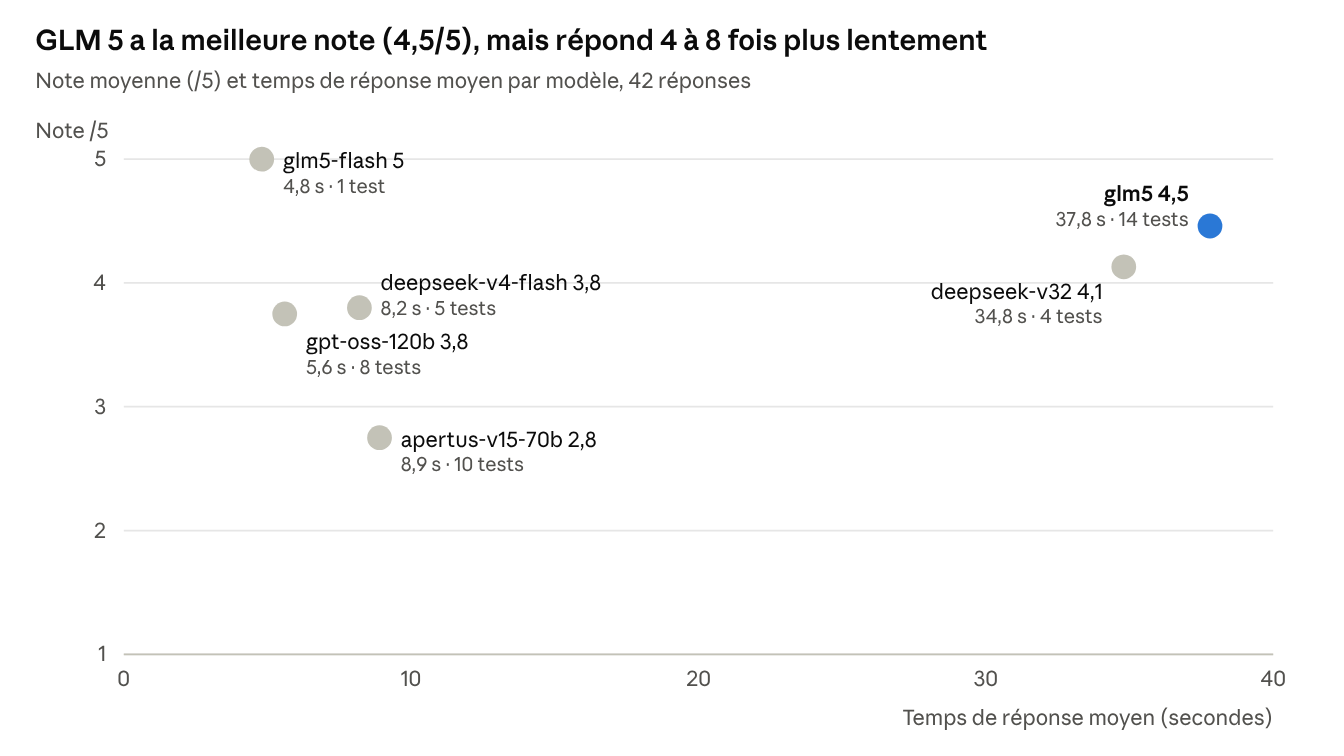 GLM 5 a la meilleure note (4,5/5), mais répond 4 à 8 fois plus lentement
Note moyenne (/5) et temps de réponse moyen par modèle, 42 réponses
Note /5
5
glm5-flash 5
4,8 s · 1 test
glm5 4,5
37,8 s · 14 tests
4
deepseek-v4-flash 3,8
8,2 s · 5 tests
deepseek-v32 4,1
34,8 s · 4 tests
gpt-oss-120b 3,8
5,6 s · 8 tests
3
apertus-v15-70b 2,8
8,9 s · 10 tests
2
1
0 10 20 30 40
Temps de réponse moyen (secondes)